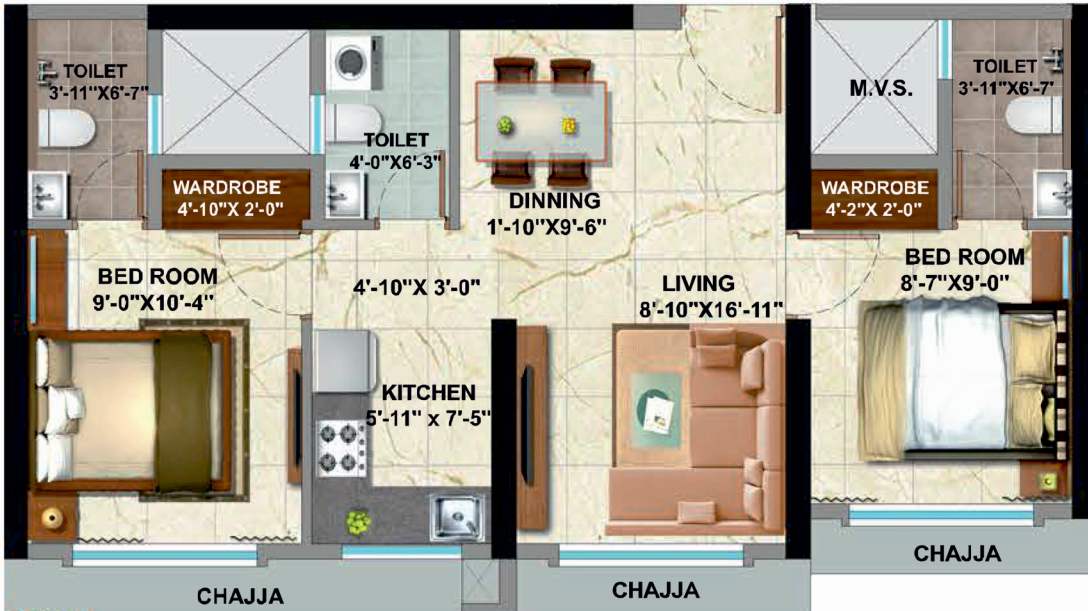 TOILET
3'-11"X6'-7"
TOILET
4'-0"X6'-3"
M.V.S.
TOILET
3'-11"X6'-7'
WARDROBE
4'-10"X 2'-0"
DINNING
1'-10"X9'-6"
WARDROBE
4'-2"X 2'-0"
BED ROOM
9'-0"X10'-4"
4'-10"X 3'-0"
LIVING
8'-10"X16'-11"
BED ROOM
8'-7"X9'-0"
KITCHEN
5'-11" x 7'-5"
CHAJJA
CHAJJA
CHAJJA